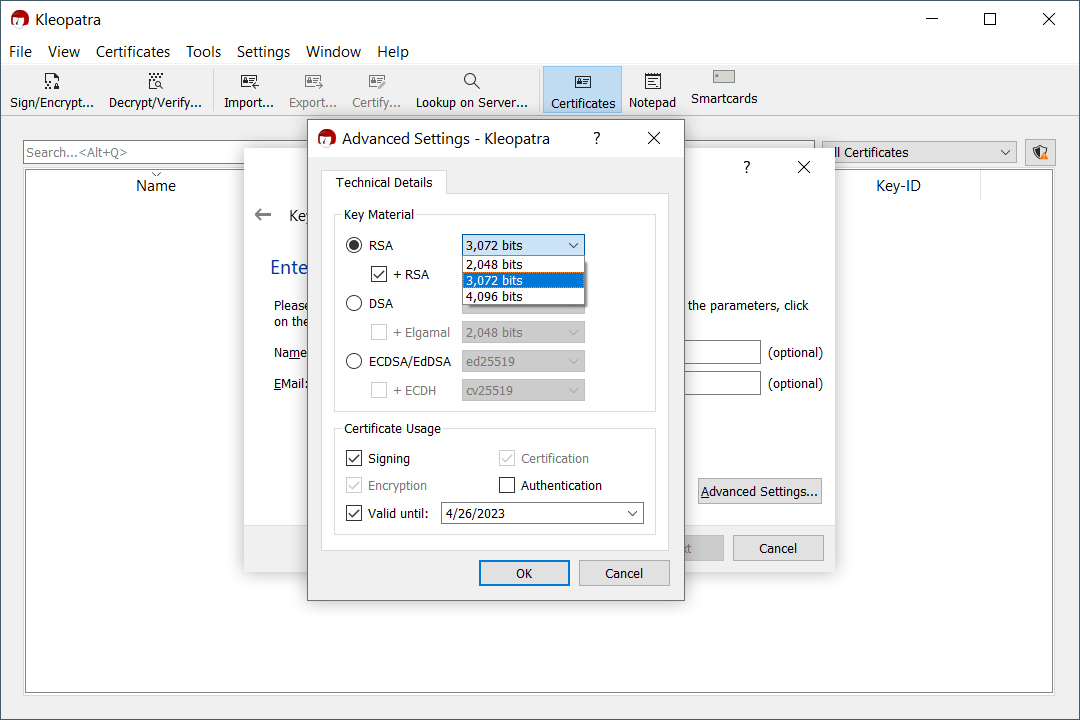 Kleopatra
File View Certificates Tools Settings Window Help
Sign/Encrypt... Decrypt/Verify... Import... Export... Certify... Lookup on Server... Certificates Notepad Smartcards
Search...<Alt+Q>
Certificates
Name
Key-ID
Advanced Settings - Kleopatra
Technical Details
Key Material
RSA 3,072 bits
2,048 bits
3,072 bits
4,096 bits
+ RSA
DSA
+ Elgamal 2,048 bits
ECDSA/EdDSA ed25519
+ ECDH cv25519
Certificate Usage
Signing Certification
Encryption Authentication
Valid until: 4/26/2023
OK Cancel
the parameters, click
on the
Name
(optional)
EMail:
(optional)
Advanced Settings...
Cancel